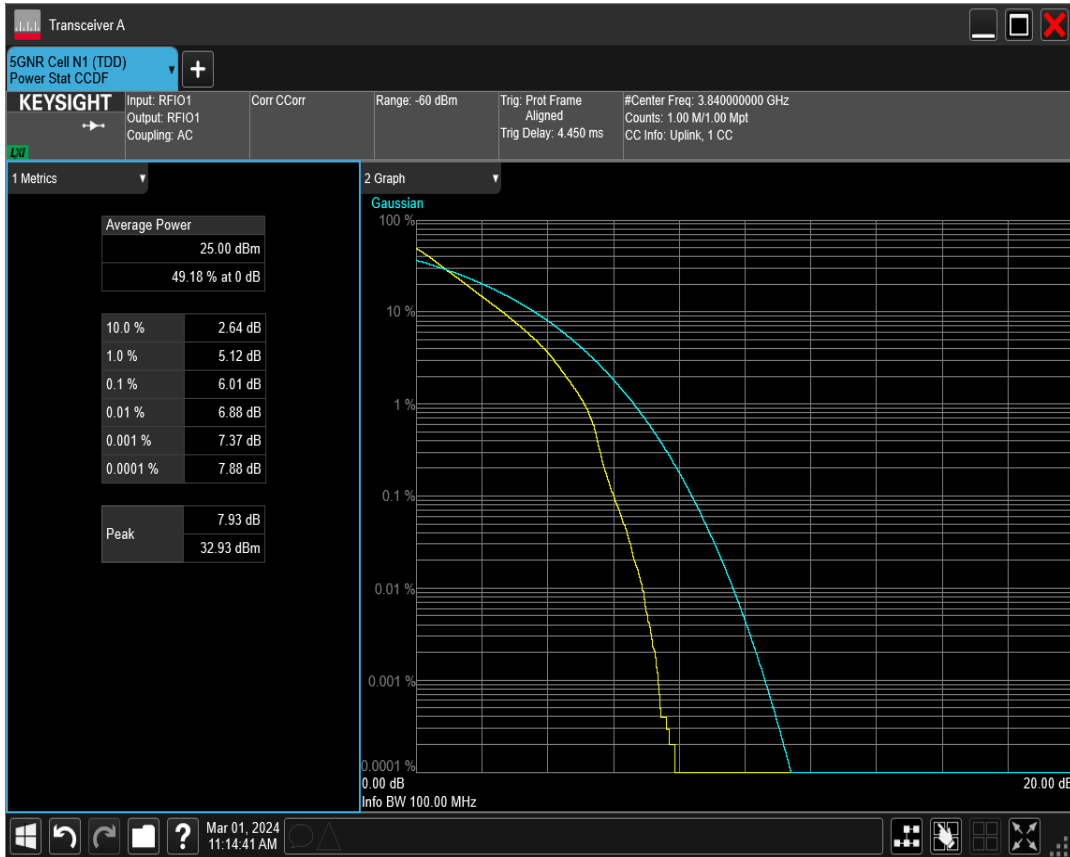 Transceiver A
5GNR Cell N1 (TDD)
Power Stat CCDF
+
KEYSIGHT
LXI
Input: RFIO1
Output: RFIO1
Coupling: AC
Corr CCorr
Range: -60 dBm
Trig: Prot Frame
Aligned
Trig Delay: 4.450 ms
#Center Freq: 3.840000000 GHz
Counts: 1.00 M/1.00 Mpt
CC Info: Uplink, 1 CC
1 Metrics
Average Power
25.00 dBm
49.18 % at 0 dB
10.0 % 2.64 dB
1.0 % 5.12 dB
0.1 % 6.01 dB
0.01 % 6.88 dB
0.001 % 7.37 dB
0.0001 % 7.88 dB
Peak
7.93 dB
32.93 dBm
2 Graph
Gaussian
100 %
10 %
1 %
0.1 %
0.01 %
0.001 %
0.0001 %
0.00 dB
20.00 dB
Info BW 100.00 MHz
?
Mar 01, 2024
11:14:41 AM